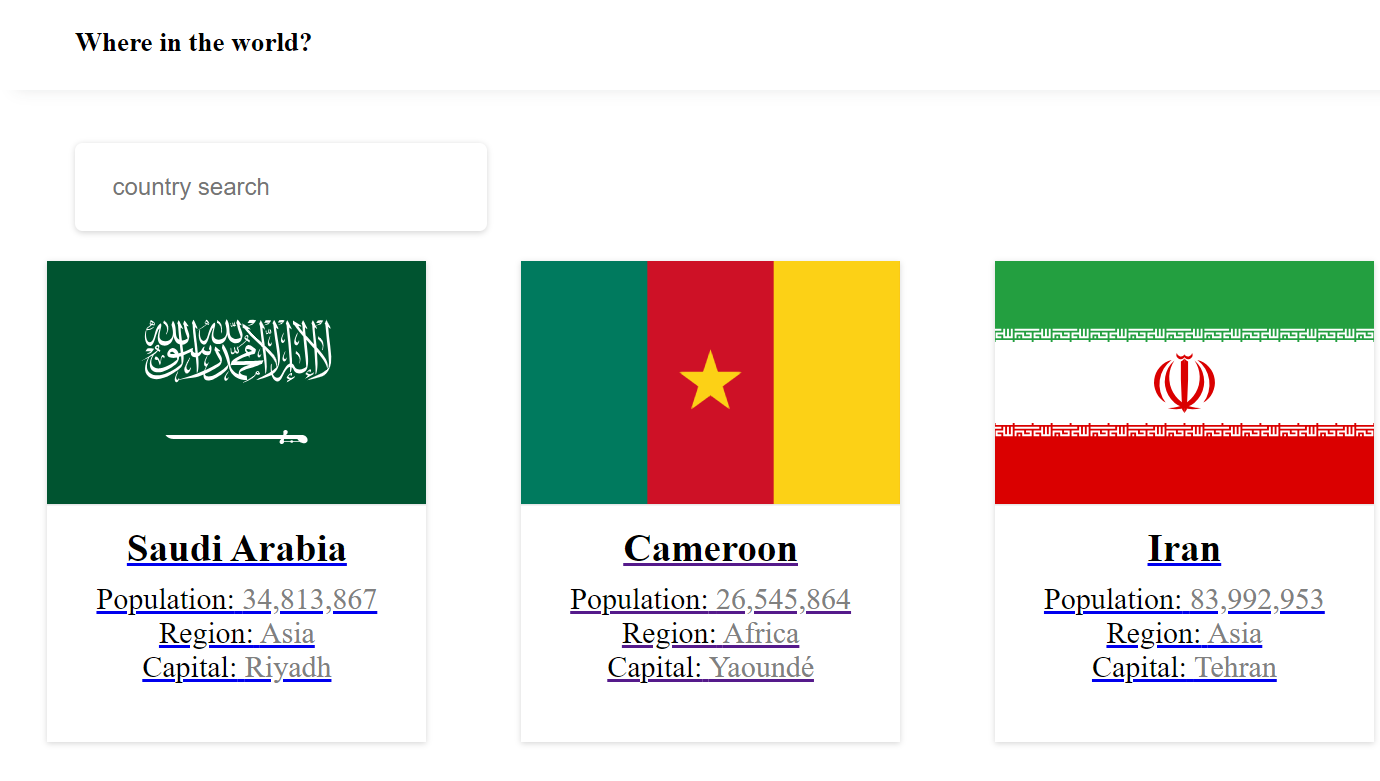 Where in the world?
country search
لا إله إلا الله محمد رسول الله
Saudi Arabia
Population: 34,813,867
Region: Asia
Capital: Riyadh
Cameroon
Population: 26,545,864
Region: Africa
Capital: Yaoundé
Iran
Population: 83,992,953
Region: Asia
Capital: Tehran